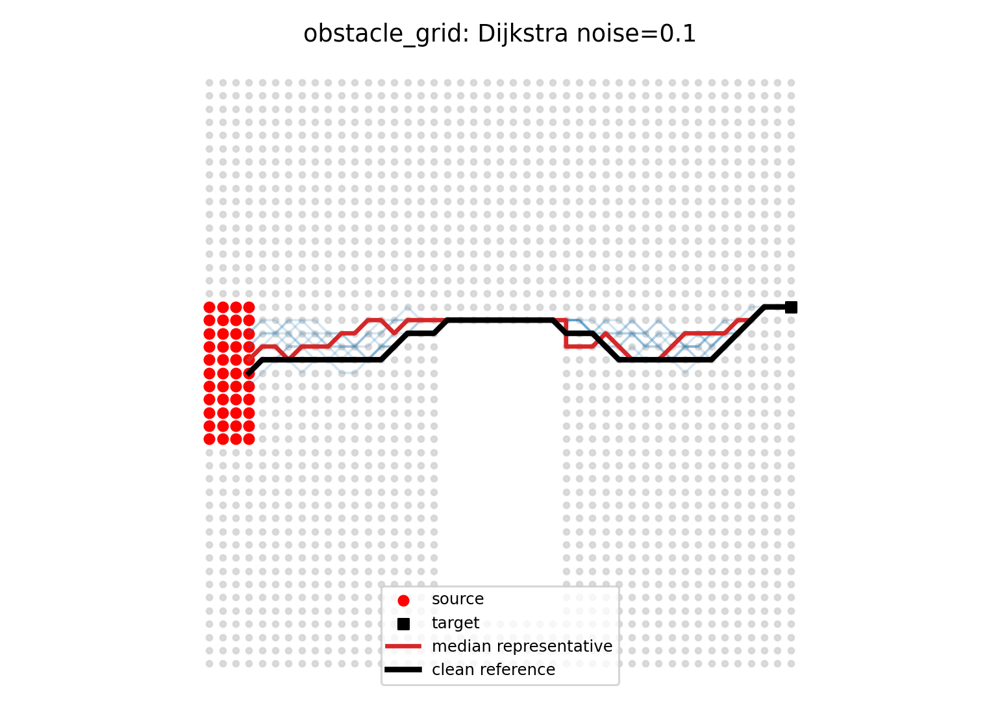 obstacle_grid: Dijkstra noise=0.1
source
target
median representative
clean reference